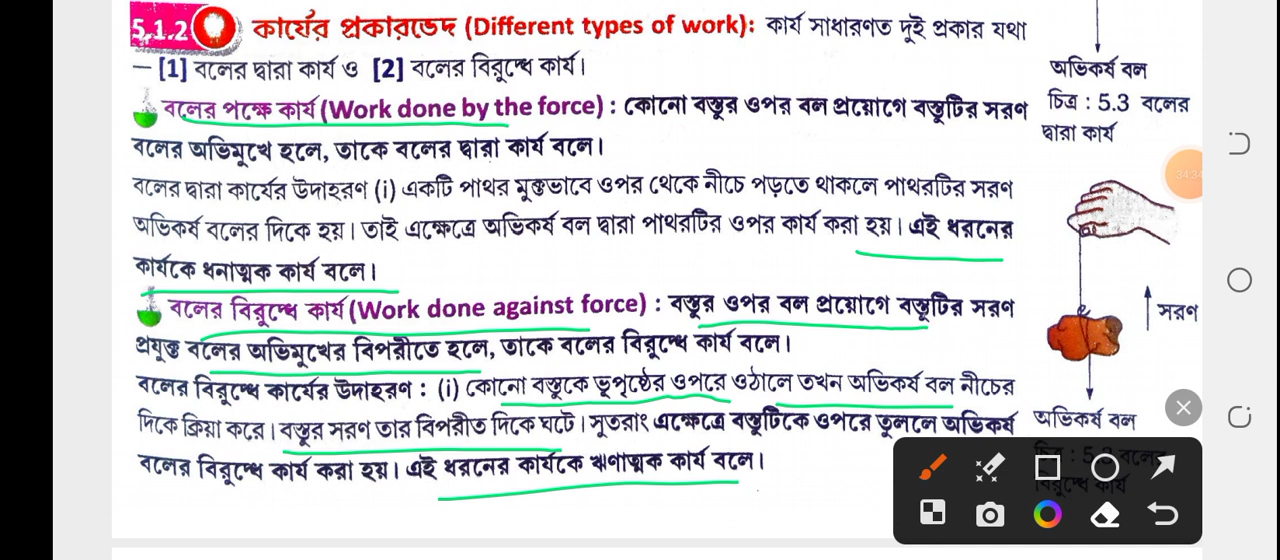 5.1.2 কার্যের প্রকারভেদ (Different types of work): কার্য সাধারণত দুই প্রকার যথা
— [1] বলের দ্বারা কার্য ও [2] বলের বিরুদ্ধে কার্য।
বলের পক্ষে কার্য (Work done by the force) : কোনো বস্তুর ওপর বল প্রয়োগে বস্তুটির সরণ
বলের অভিমুখে হলে, তাকে বলের দ্বারা কার্য বলে।
বলের দ্বারা কার্যের উদাহরণ (i) একটি পাথর মুক্তভাবে ওপর থেকে নীচে পড়তে থাকলে পাথরটির সরণ
অভিকর্ষ বলের দিকে হয়। তাই এক্ষেত্রে অভিকর্ষ বল দ্বারা পাথরটির ওপর কার্য করা হয়। এই ধরনের
কার্যকে ধনাত্মক কার্য বলে।
বলের বিরুদ্ধে কার্য (Work done against force) : বস্তুর ওপর বল প্রয়োগে বস্তুটির সরণ
প্রযুক্ত বলের অভিমুখের বিপরীতে হলে, তাকে বলের বিরুদ্ধে কার্য বলে।
বলের বিরুদ্ধে কার্যের উদাহরণ : (i) কোনো বস্তুকে ভূপৃষ্ঠের ওপরে ওঠালে তখন অভিকর্ষ বল নীচের
দিকে ক্রিয়া করে। বস্তুর সরণ তার বিপরীত দিকে ঘটে। সুতরাং এক্ষেত্রে বস্তুটিকে ওপরে তুললে অভিকর্ষ
বলের বিরুদ্ধে কার্য করা হয়। এই ধরনের কার্যকে ঋণাত্মক কার্য বলে।
অভিকর্ষ বল
চিত্র : 5.3 বলের
দ্বারা কার্য
34:34
সরণ
অভিকর্ষ বল
চিত্র : 5. বলের
বিরুদ্ধে কার্য